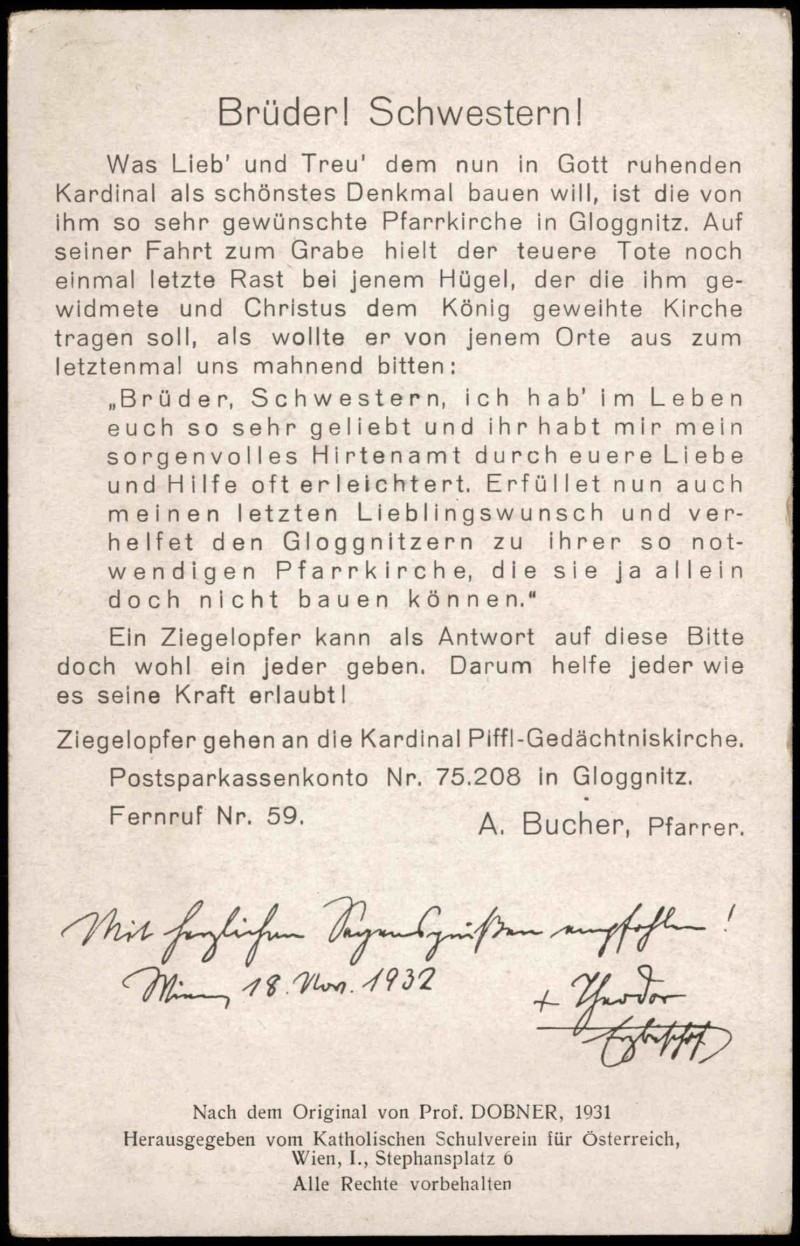 Brüder! Schwestern!
Was Lieb' und Treu' dem nun in Gott ruhenden
Kardinal als schönstes Denkmal bauen will, ist die von
ihm so sehr gewünschte Pfarrkirche in Gloggnitz. Auf
seiner Fahrt zum Grabe hielt der teuere Tote noch
einmal letzte Rast bei jenem Hügel, der die ihm ge-
widmete und Christus dem König geweihte Kirche
tragen soll, als wollte er von jenem Orte aus zum
letztenmal uns mahnend bitten:
„Brüder, Schwestern, ich hab' im Leben
euch so sehr geliebt und ihr habt mir mein
sorgenvolles Hirtenamt durch euere Liebe
und Hilfe oft erleichtert. Erfüllet nun auch
meinen letzten Lieblingswunsch und ver-
helfet den Gloggnitzern zu ihrer so not-
wendigen Pfarrkirche, die sie ja allein
doch nicht bauen können."
Ein Ziegelopfer kann als Antwort auf diese Bitte
doch wohl ein jeder geben. Darum helfe jeder wie
es seine Kraft erlaubt!
Ziegelopfer gehen an die Kardinal Piffl-Gedächtniskirche.
Postsparkassenkonto Nr. 75.208 in Gloggnitz.
Fernruf Nr. 59.
A. Bucher, Pfarrer.
Mit herzlichen Segensgrüßen empfohlen!
Wien, 18. Nov. 1932
+ Theodor
Erzbischof
Nach dem Original von Prof. DOBNER, 1931
Herausgegeben vom Katholischen Schulverein für Österreich,
Wien, I., Stephansplatz 6
Alle Rechte vorbehalten